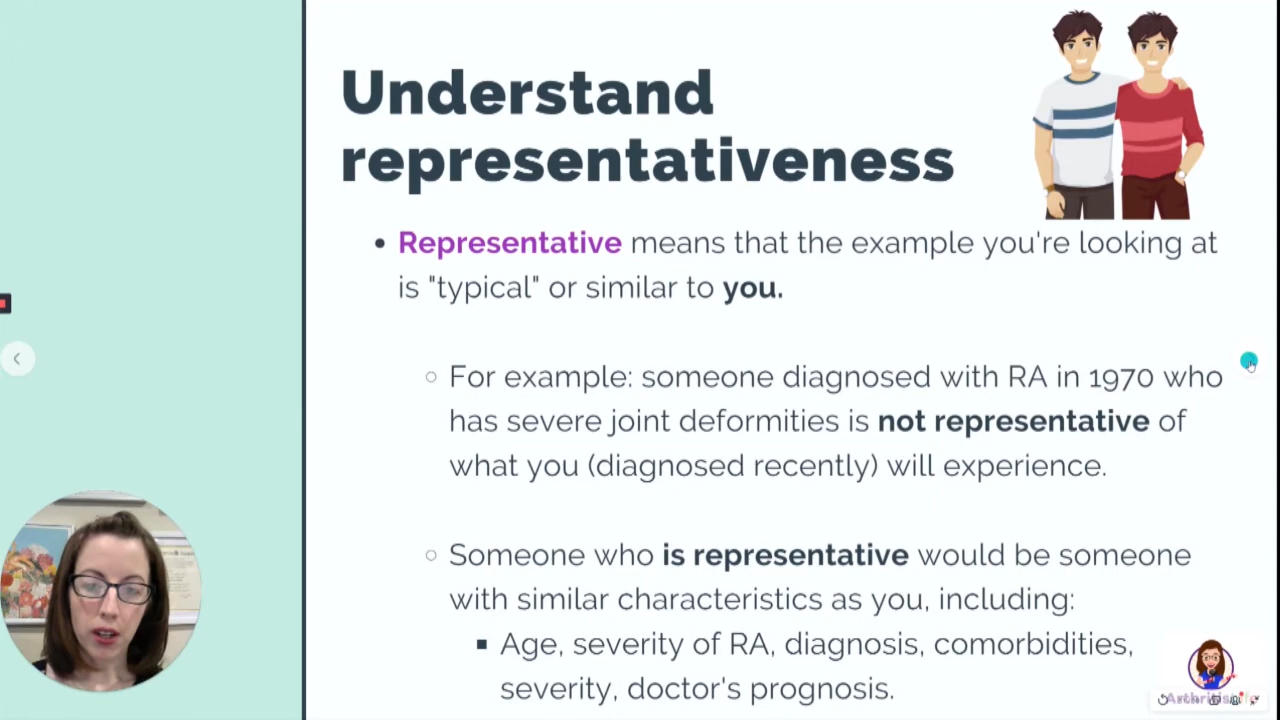 Understand
representativeness
• Representative means that the example you're looking at
is "typical" or similar to you.
○ For example: someone diagnosed with RA in 1970 who
has severe joint deformities is not representative of
what you (diagnosed recently) will experience.
○ Someone who is representative would be someone
with similar characteristics as you, including:
▪ Age, severity of RA, diagnosis, comorbidities,
severity, doctor's prognosis.